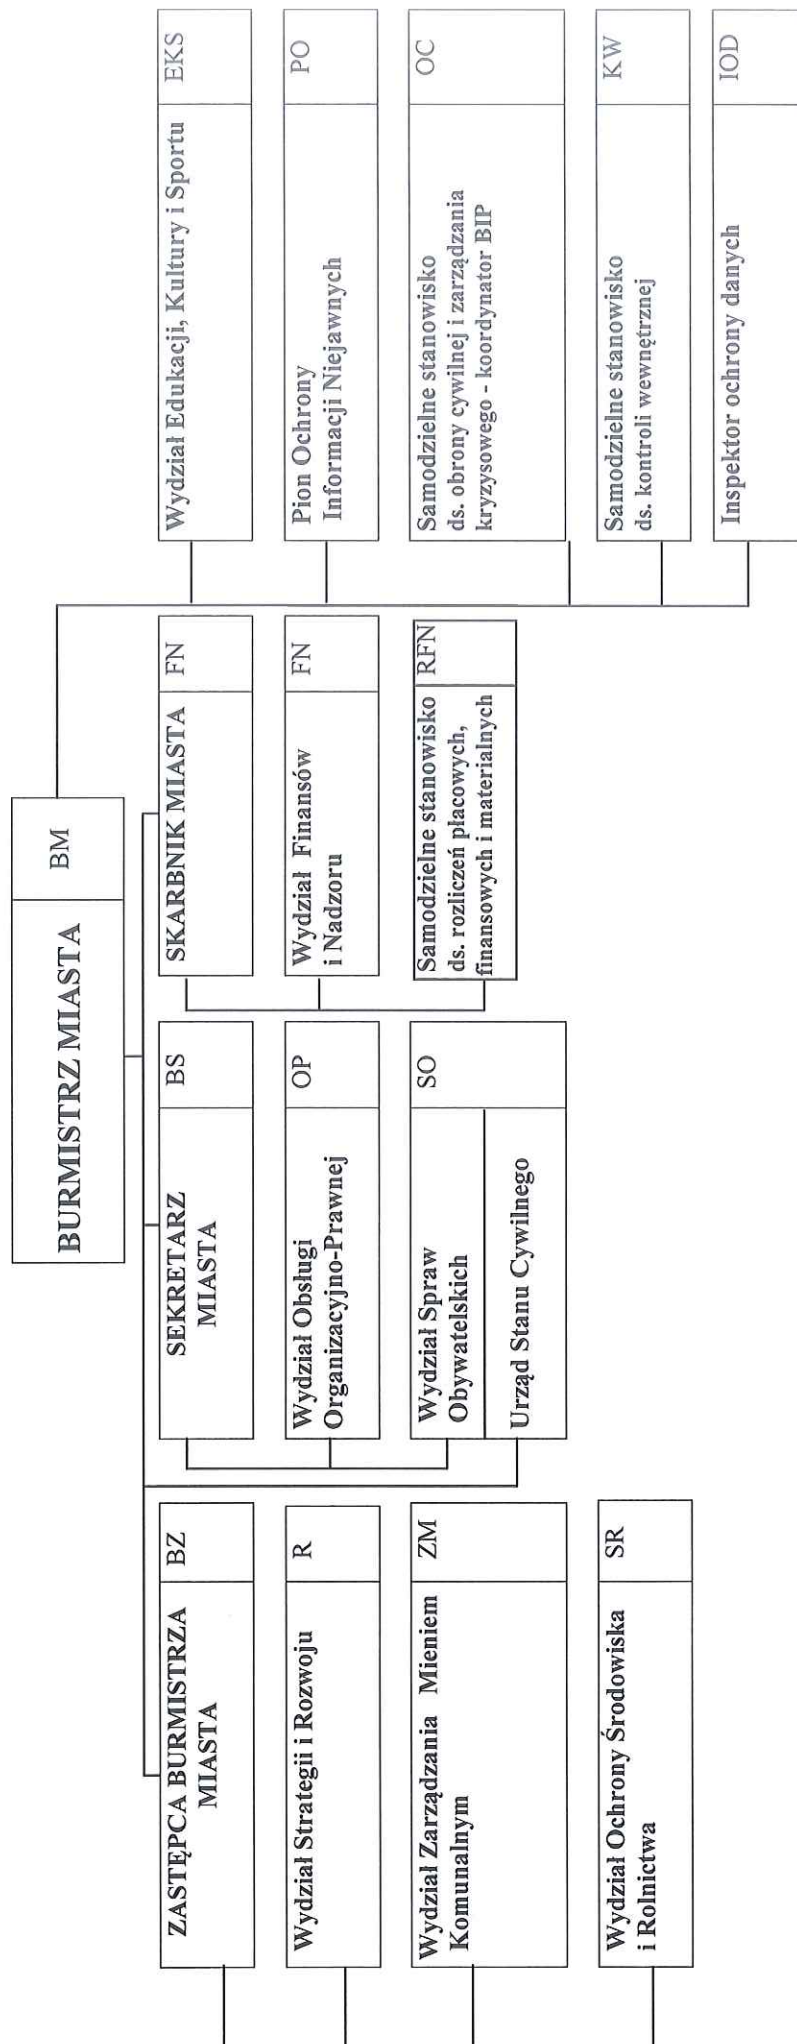 BURMISTRZ MIASTA
BM
ZASTĘPCA BURMISTRZA
MIASTA
BZ
Wydział Strategii i Rozwoju
R
Wydział Zarządzania Mieniem
Komunalnym
ZM
Wydział Ochrony Środowiska
i Rolnictwa
SR
SEKRETARZ
MIASTA
BS
Wydział Obsługi
Organizacyjno-Prawnej
OP
Wydział Spraw
Obywatelskich
SO
Urząd Stanu Cywilnego
SKARBNIK MIASTA
FN
Wydział Finansów
i Nadzoru
FN
Samodzielne stanowisko
ds. rozliczeń płacowych,
finansowych i materialnych
RFN
Wydział Edukacji, Kultury i Sportu
EKS
Pion Ochrony
Informacji Niejawnych
PO
Samodzielne stanowisko
ds. obrony cywilnej i zarządzania
kryzysowego - koordynator BIP
OC
Samodzielne stanowisko
ds. kontroli wewnętrznej
KW
Inspektor ochrony danych
IOD